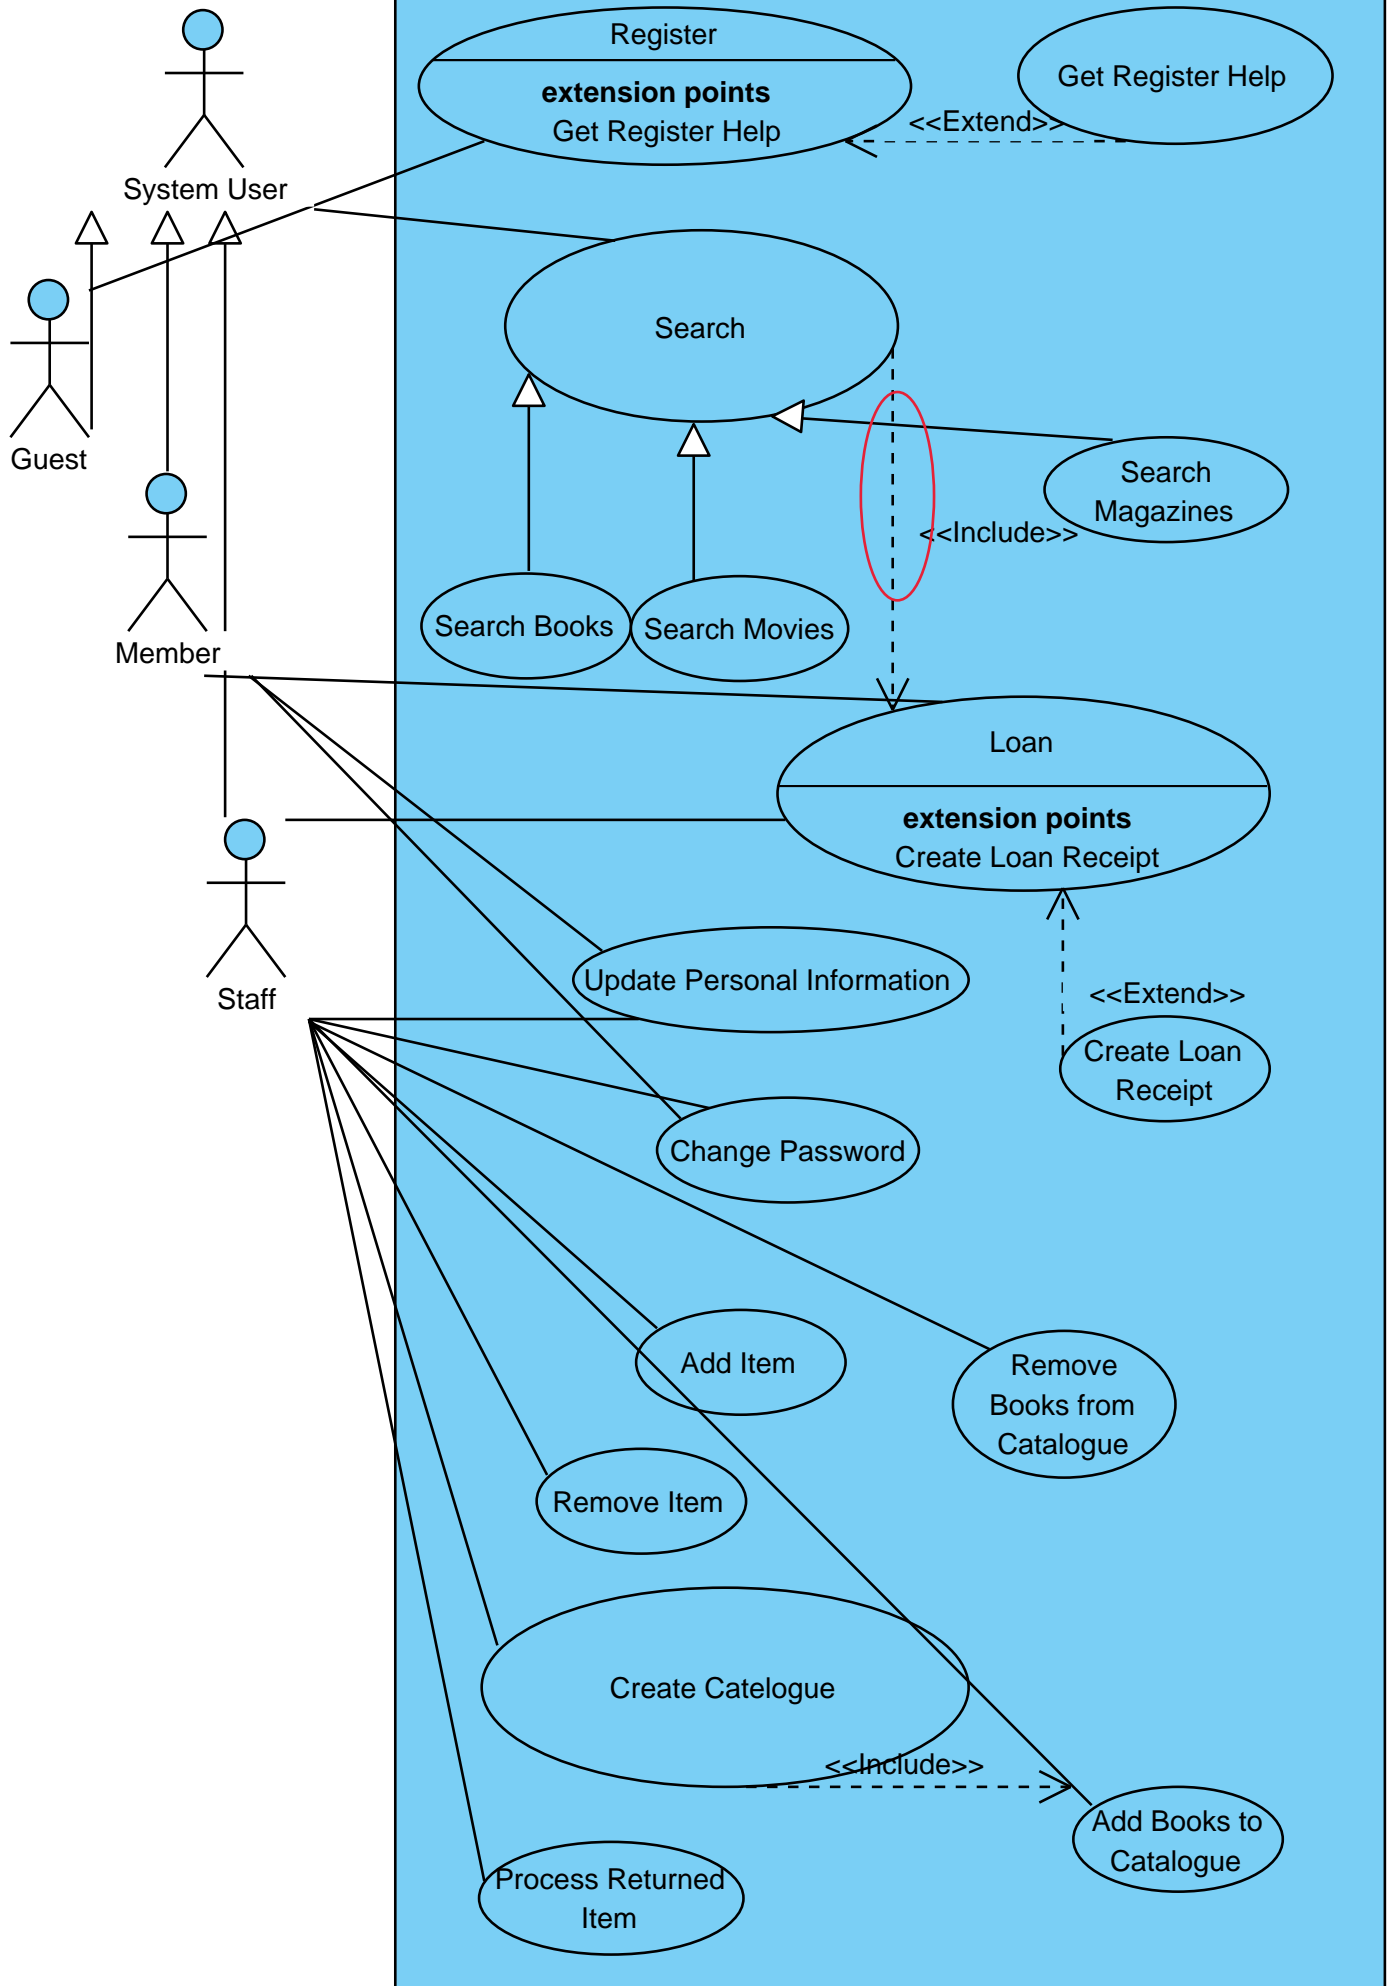 Register
extension points
Get Register Help
Get Register Help
<<Extend>>
System User
Search
Guest
Search
Magazines
<<Include>>
Search Books
Search Movies
Member
Loan
extension points
Create Loan Receipt
Staff
Update Personal Information
<<Extend>>
Create Loan
Receipt
Change Password
Add Item
Remove
Books from
Catalogue
Remove Item
Create Catelogue
<<Include>>
Add Books to
Catalogue
Process Returned
Item